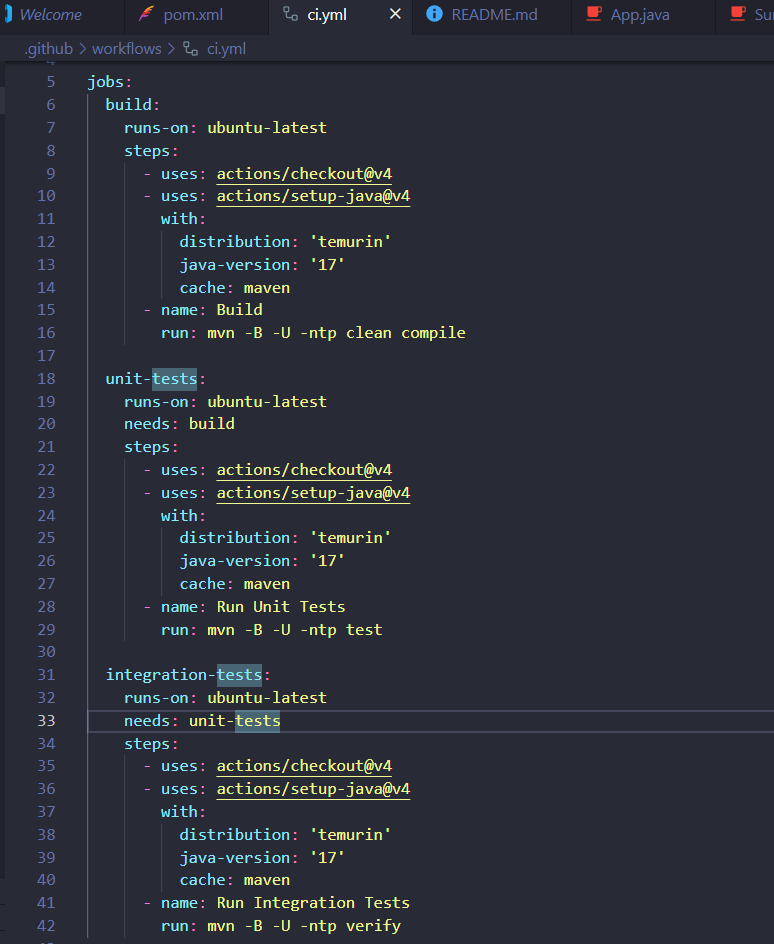 Welcome pom.xml ci.yml README.md App.java
.github > workflows > ci.yml
5 jobs:
6 build:
7 runs-on: ubuntu-latest
8 steps:
9 - uses: actions/checkout@v4
10 - uses: actions/setup-java@v4
11 with:
12 distribution: 'temurin'
13 java-version: '17'
14 cache: maven
15 - name: Build
16 run: mvn -B -U -ntp clean compile
17
18 unit-tests:
19 runs-on: ubuntu-latest
20 needs: build
21 steps:
22 - uses: actions/checkout@v4
23 - uses: actions/setup-java@v4
24 with:
25 distribution: 'temurin'
26 java-version: '17'
27 cache: maven
28 - name: Run Unit Tests
29 run: mvn -B -U -ntp test
30
31 integration-tests:
32 runs-on: ubuntu-latest
33 needs: unit-tests
34 steps:
35 - uses: actions/checkout@v4
36 - uses: actions/setup-java@v4
37 with:
38 distribution: 'temurin'
39 java-version: '17'
40 cache: maven
41 - name: Run Integration Tests
42 run: mvn -B -U -ntp verify